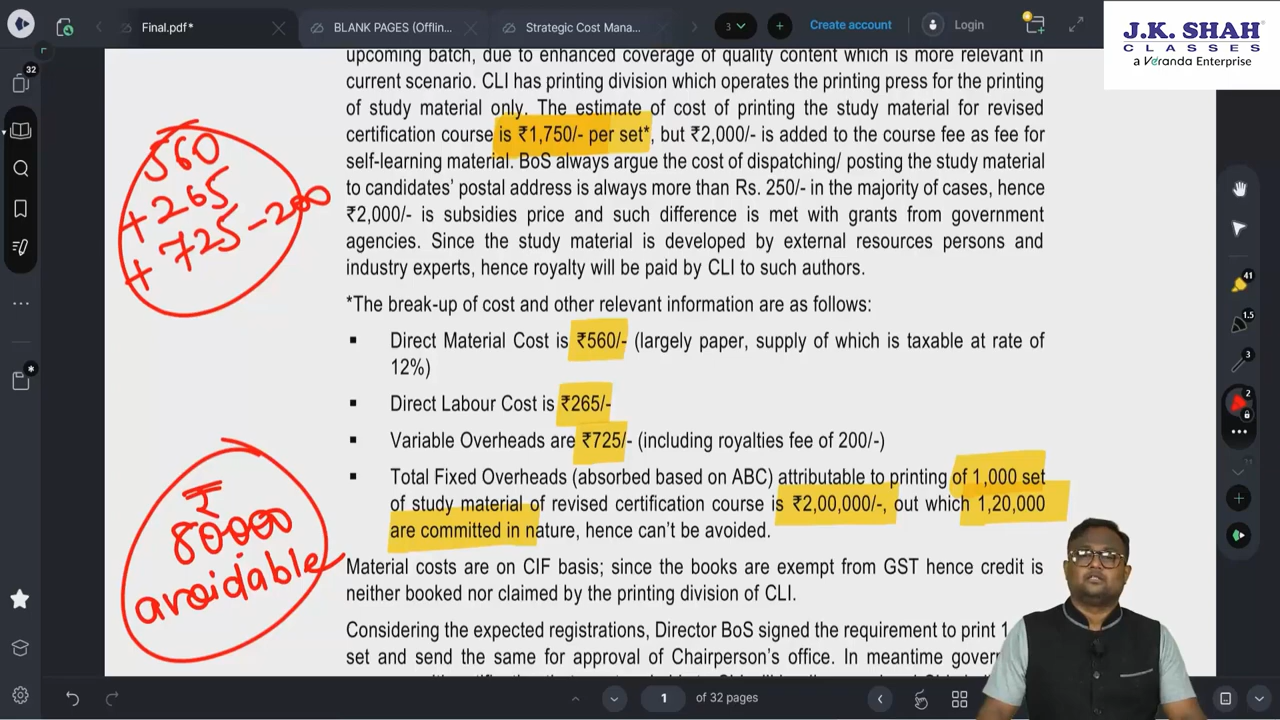 Final.pdf*
BLANK PAGES (Offlin...
Strategic Cost Mana...
3
Create account
Login
J.K. SHAH
CLASSES
a Veranda Enterprise
32
upcoming batch, due to enhanced coverage of quality content which is more relevant in
current scenario. CLI has printing division which operates the printing press for the printing
of study material only. The estimate of cost of printing the study material for revised
certification course is ₹1,750/- per set*, but ₹2,000/- is added to the course fee as fee for
self-learning material. BoS always argue the cost of dispatching/ posting the study material
to candidates' postal address is always more than Rs. 250/- in the majority of cases, hence
₹2,000/- is subsidies price and such difference is met with grants from government
agencies. Since the study material is developed by external resources persons and
industry experts, hence royalty will be paid by CLI to such authors.
560
+265
+ 725-200
*The break-up of cost and other relevant information are as follows:
▪ Direct Material Cost is ₹560/- (largely paper, supply of which is taxable at rate of
12%)
▪ Direct Labour Cost is ₹265/-
▪ Variable Overheads are ₹725/- (including royalties fee of 200/-)
▪ Total Fixed Overheads (absorbed based on ABC) attributable to printing of 1,000 set
of study material of revised certification course is ₹2,00,000/-, out which 1,20,000
are committed in nature, hence can't be avoided.
₹
80000
avoidable
Material costs are on CIF basis; since the books are exempt from GST hence credit is
neither booked nor claimed by the printing division of CLI.
Considering the expected registrations, Director BoS signed the requirement to print 1
set and send the same for approval of Chairperson's office. In meantime
41
1.5
3
2
1
of 32 pages